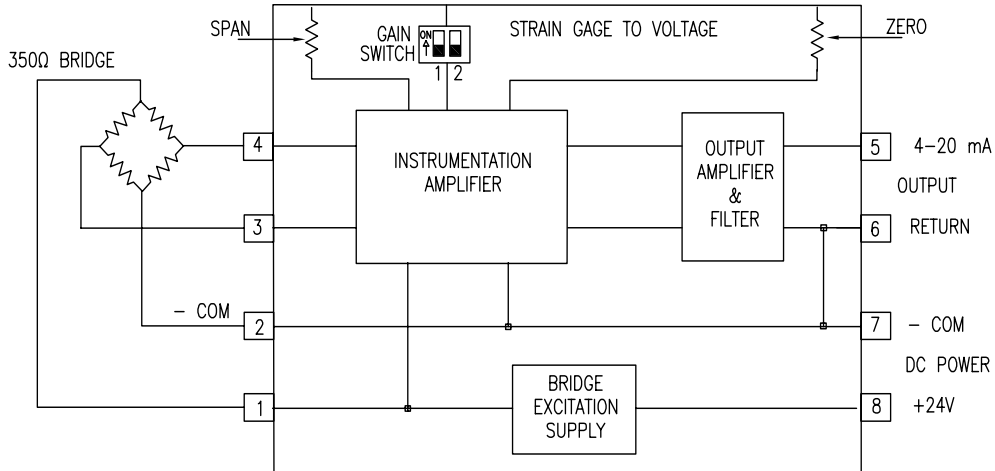 SPAN
GAIN
SWITCH
ON
1 2
STRAIN GAGE TO VOLTAGE
ZERO
350Ω BRIDGE
4
INSTRUMENTATION
AMPLIFIER
OUTPUT
AMPLIFIER
&
FILTER
5 4-20 mA
OUTPUT
3
6 RETURN
- COM
2
7 - COM
DC POWER
1
BRIDGE
EXCITATION
SUPPLY
8 +24V